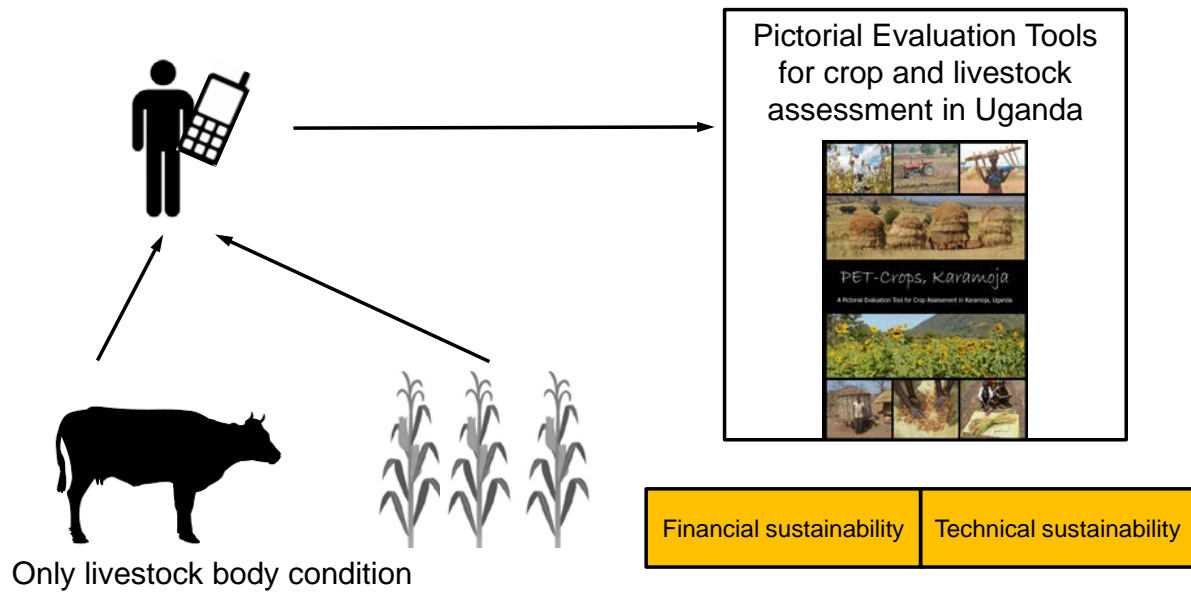 Pictorial Evaluation Tools
for crop and livestock
assessment in Uganda
PET-Crops, Karamoja
A Pictorial Evaluation Tool for Crop Assessment in Karamoja, Uganda
Financial sustainability
Technical sustainability
Only livestock body condition